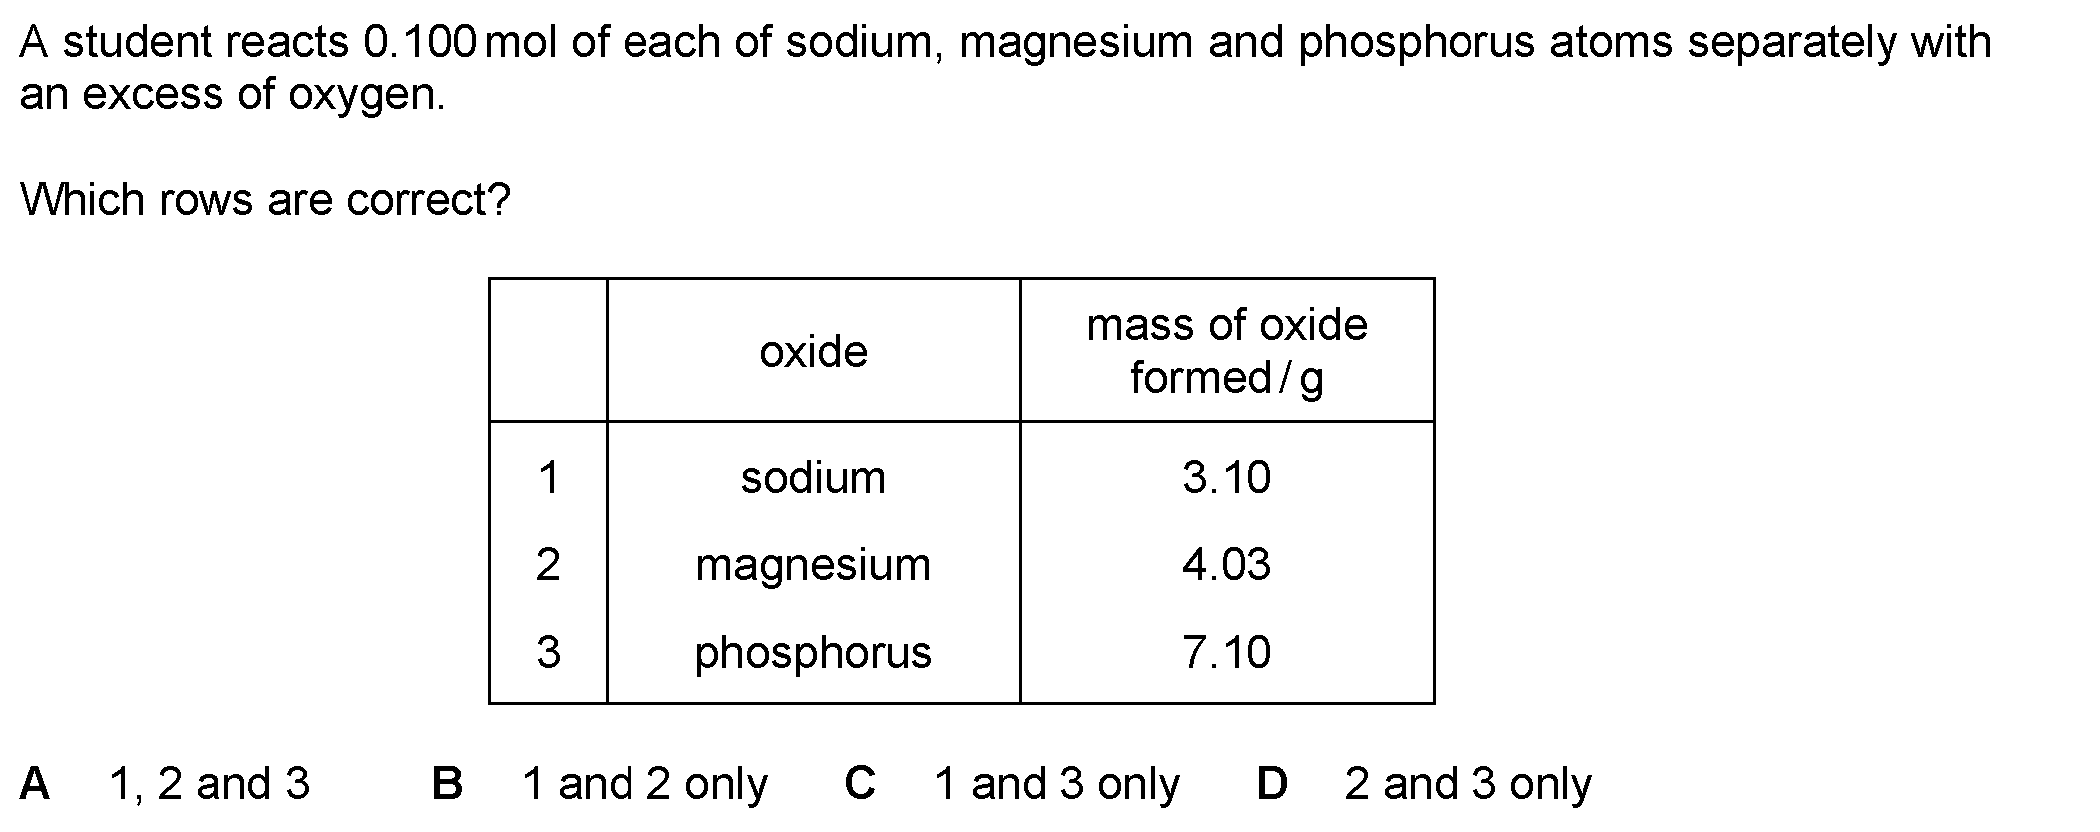 A student reacts 0.100 mol of each of sodium, magnesium and phosphorus atoms separately with
an excess of oxygen.
Which rows are correct?
oxide mass of oxide
formed / g
1 sodium 3.10
2 magnesium 4.03
3 phosphorus 7.10
A 1, 2 and 3 B 1 and 2 only C 1 and 3 only D 2 and 3 only